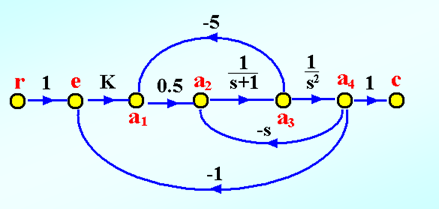 -5
r 1 e K a₁ 0.5 a₂ 1/(s+1) a₃ 1/s² a₄ 1 c
-s
-1